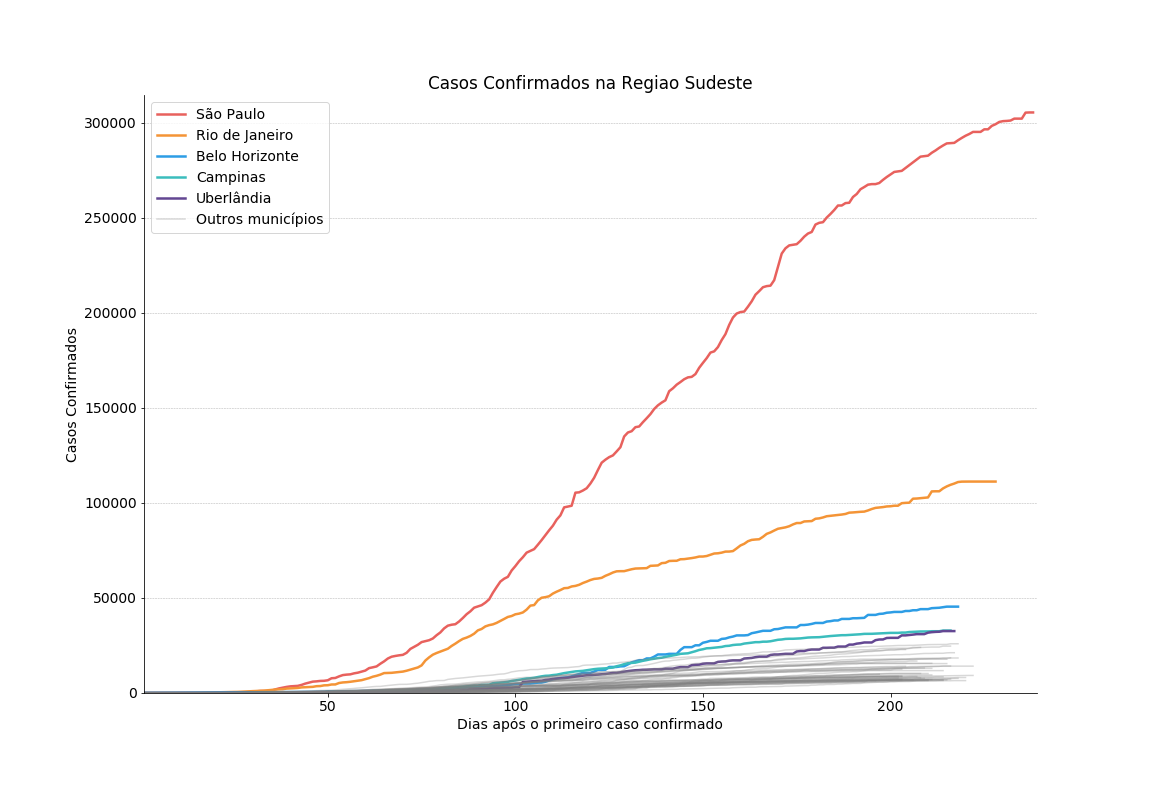 Casos Confirmados na Regiao Sudeste
São Paulo
Rio de Janeiro
Belo Horizonte
Campinas
Uberlândia
Outros municípios
Casos Confirmados
300000
250000
200000
150000
100000
50000
0
50
100
150
200
Dias após o primeiro caso confirmado